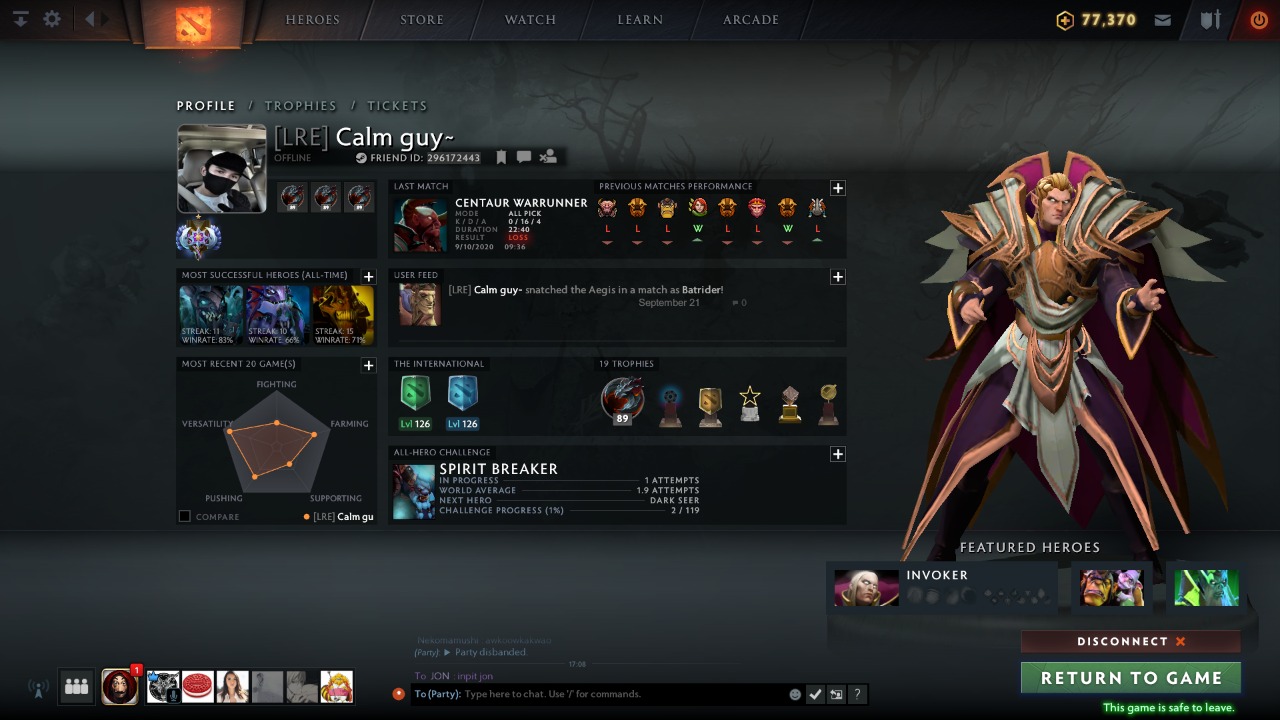 HEROES
STORE
WATCH
LEARN
ARCADE
77,370
PROFILE / TROPHIES / TICKETS
[LRE] Calm guy~
OFFLINE
FRIEND ID: 296172443
89
89
89
LAST MATCH
CENTAUR WARRUNNER
MODE ALL PICK
K / D / A 0 / 16 / 4
DURATION 22:40
RESULT LOSS
9/10/2020 09:36
PREVIOUS MATCHES PERFORMANCE
L L L W L L W L
MOST SUCCESSFUL HEROES (ALL-TIME)
STREAK: 11
WINRATE: 83%
STREAK: 10
WINRATE: 66%
STREAK: 15
WINRATE: 71%
USER FEED
[LRE] Calm guy~ snatched the Aegis in a match as Batrider!
September 21
0
MOST RECENT 20 GAME(S)
FIGHTING
VERSATILITY
FARMING
PUSHING
SUPPORTING
COMPARE
[LRE] Calm gu
THE INTERNATIONAL
Lvl 126
Lvl 126
19 TROPHIES
89
ALL-HERO CHALLENGE
SPIRIT BREAKER
IN PROGRESS 1 ATTEMPTS
WORLD AVERAGE 1.9 ATTEMPTS
NEXT HERO DARK SEER
CHALLENGE PROGRESS (1%) 2 / 119
FEATURED HEROES
INVOKER
Nekomamushi
(Party): Party disbanded.
17:08
To JON : inpit jon
To (Party): Type here to chat. Use '/' for commands.
?
1
DISCONNECT
RETURN TO GAME
This game is safe to leave.